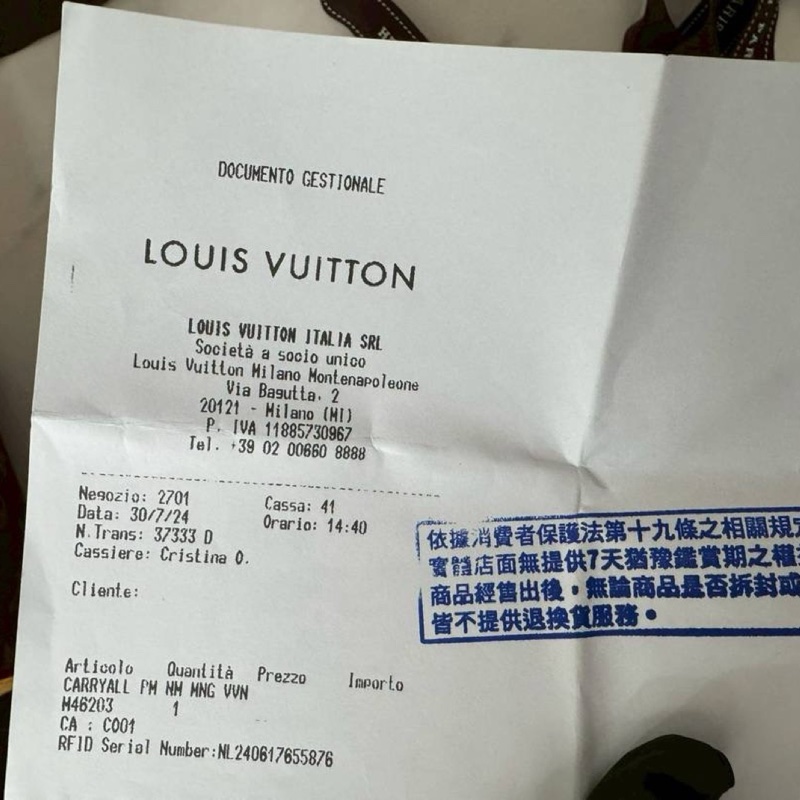 DOCUMENTO GESTIONALE
LOUIS VUITTON
LOUIS VUITTON ITALIA SRL
Società a socio unico
Louis Vuitton Milano Montenapoleone
Via Bagutta, 2
20121 - Milano (MI)
P. IVA 11885730967
Tel. +39 02 00660 8888
Negozio: 2701 Cassa: 41
Data: 30/7/24 Orario: 14:40
N.Trans: 37333 D
Cassiere: Cristina O.
Cliente:
依據消費者保護法第十九條之相關規定
實體店面無提供7天猶豫鑑賞期之權
商品經售出後，無論商品是否拆封或
皆不提供退換貨服務。
Articolo Quantità Prezzo Importo
CARRYALL PM NM MNG VVN
M46203 1
CA : C001
RFID Serial Number:NL240617655876